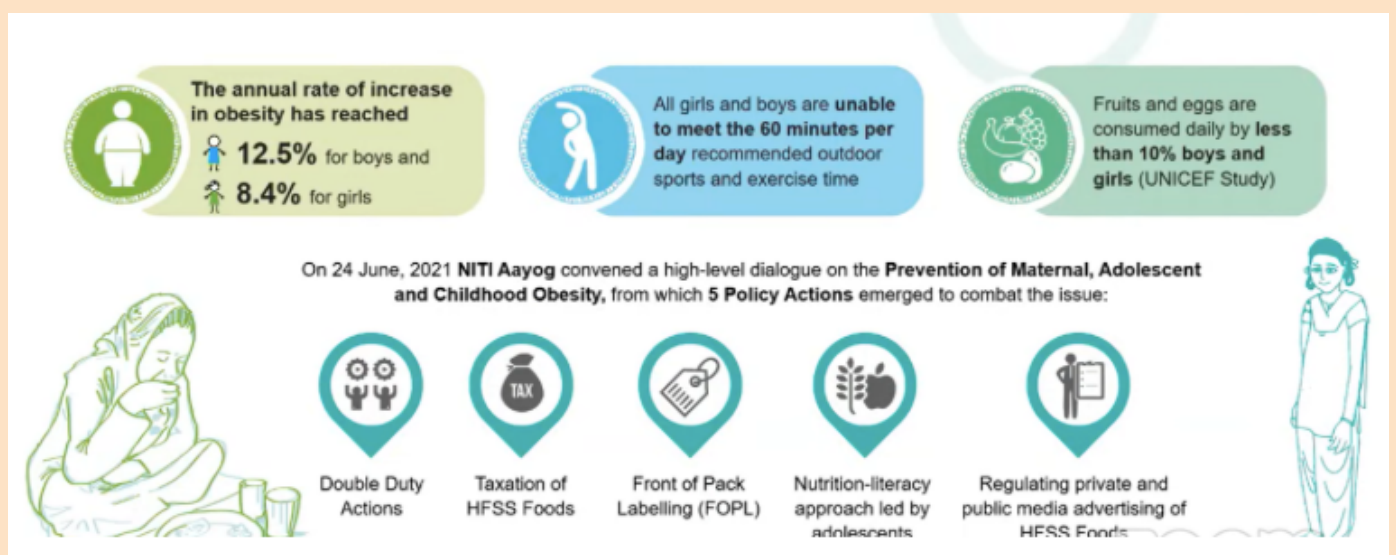 The annual rate of increase
in obesity has reached
12.5% for boys and
8.4% for girls
All girls and boys are unable
to meet the 60 minutes per
day recommended outdoor
sports and exercise time
Fruits and eggs are
consumed daily by less
than 10% boys and
girls (UNICEF Study)
On 24 June, 2021 NITI Aayog convened a high-level dialogue on the Prevention of Maternal, Adolescent
and Childhood Obesity, from which 5 Policy Actions emerged to combat the issue:
TAX
Double Duty
Actions
Taxation of
HFSS Foods
Front of Pack
Labelling (FOPL)
Nutrition-literacy
approach led by
adolescents
Regulating private and
public media advertising of
HFSS Foods
zoom